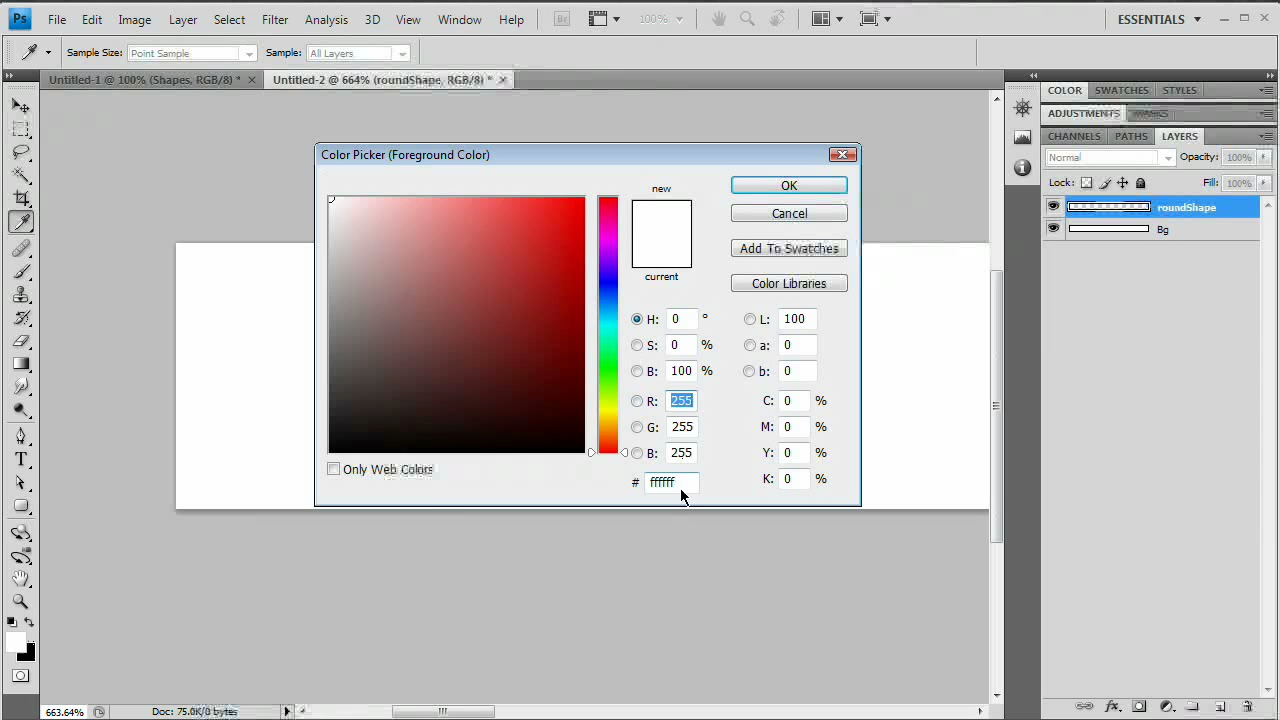 Ps File Edit Image Layer Select Filter Analysis 3D View Window Help Br 100% ESSENTIALS
Sample Size: Point Sample Sample: All Layers
Untitled-1 @ 100% (Shapes, RGB/8) * Untitled-2 @ 664% (roundShape, RGB/8) *
COLOR SWATCHES STYLES
ADJUSTMENTS MASKS
CHANNELS PATHS LAYERS
Normal Opacity: 100%
Lock: Fill: 100%
roundShape
Bg
Color Picker (Foreground Color)
new
current
OK
Cancel
Add To Swatches
Color Libraries
H: 0 ° L: 100
S: 0 % a: 0
B: 100 % b: 0
R: 255 C: 0 %
G: 255 M: 0 %
B: 255 Y: 0 %
# ffffff K: 0 %
Only Web Colors
T
663.64% Doc: 75.0K/0 bytes
fx